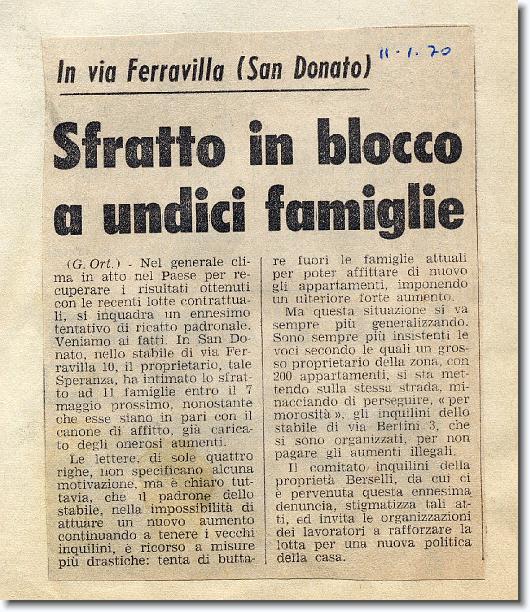 In via Ferravilla (San Donato)
11-1-70
Sfratto in blocco
a undici famiglie
(G. Ort.) - Nel generale cli-
ma in atto nel Paese per re-
cuperare i risultati ottenuti
con le recenti lotte contrattua-
li, si inquadra un ennesimo
tentativo di ricatto padronale.
Veniamo ai fatti. In San Do-
nato, nello stabile di via Fer-
ravilla 10, il proprietario, tale
Speranza, ha intimato lo sfrat-
to ad 11 famiglie entro il 7
maggio prossimo, nonostante
che esse siano in pari con il
canone di affitto, già carica-
to degli onerosi aumenti.
Le lettere, di sole quattro
righe, non specificano alcuna
motivazione, ma è chiaro tut-
tavia, che il padrone dello
stabile, nella impossibilità di
attuare un nuovo aumento
continuando a tenere i vecchi
inquilini, è ricorso a misure
più drastiche: tenta di butta-
re fuori le famiglie attuali
per poter affittare di nuovo
gli appartamenti, imponendo
un ulteriore forte aumento.
Ma questa situazione si va
sempre più generalizzando.
Sono sempre più insistenti le
voci secondo le quali un gros-
so proprietario della zona, con
200 appartamenti, si sta met-
tendo sulla stessa strada, mi-
nacciando di perseguire, « per
morosità », gli inquilini dello
stabile di via Bertini 3, che
si sono organizzati, per non
pagare gli aumenti illegali.
Il comitato inquilini della
proprietà Berselli, da cui ci
è pervenuta questa ennesima
denuncia, stigmatizza tali at-
ti, ed invita le organizzazioni
dei lavoratori a rafforzare la
lotta per una nuova politica
della casa.